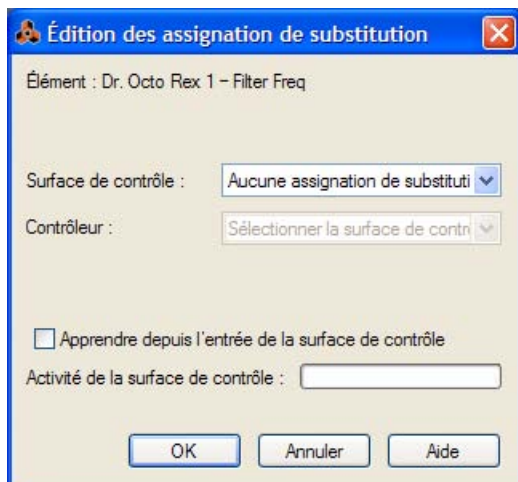 Édition des assignation de substitution
Élément : Dr. Octo Rex 1 – Filter Freq
Surface de contrôle : Aucune assignation de substituti
Contrôleur : Sélectionner la surface de contr
Apprendre depuis l'entrée de la surface de contrôle
Activité de la surface de contrôle :
OK Annuler Aide